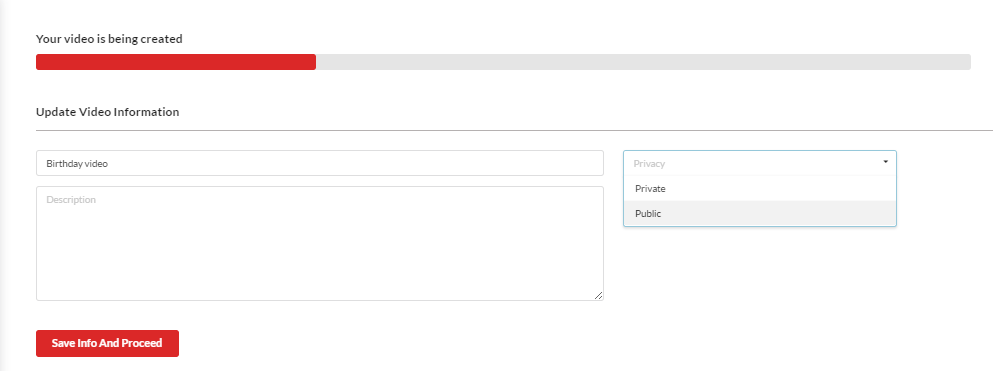 Your video is being created
Update Video Information
Birthday video
Privacy
Private
Public
Description
Save Info And Proceed